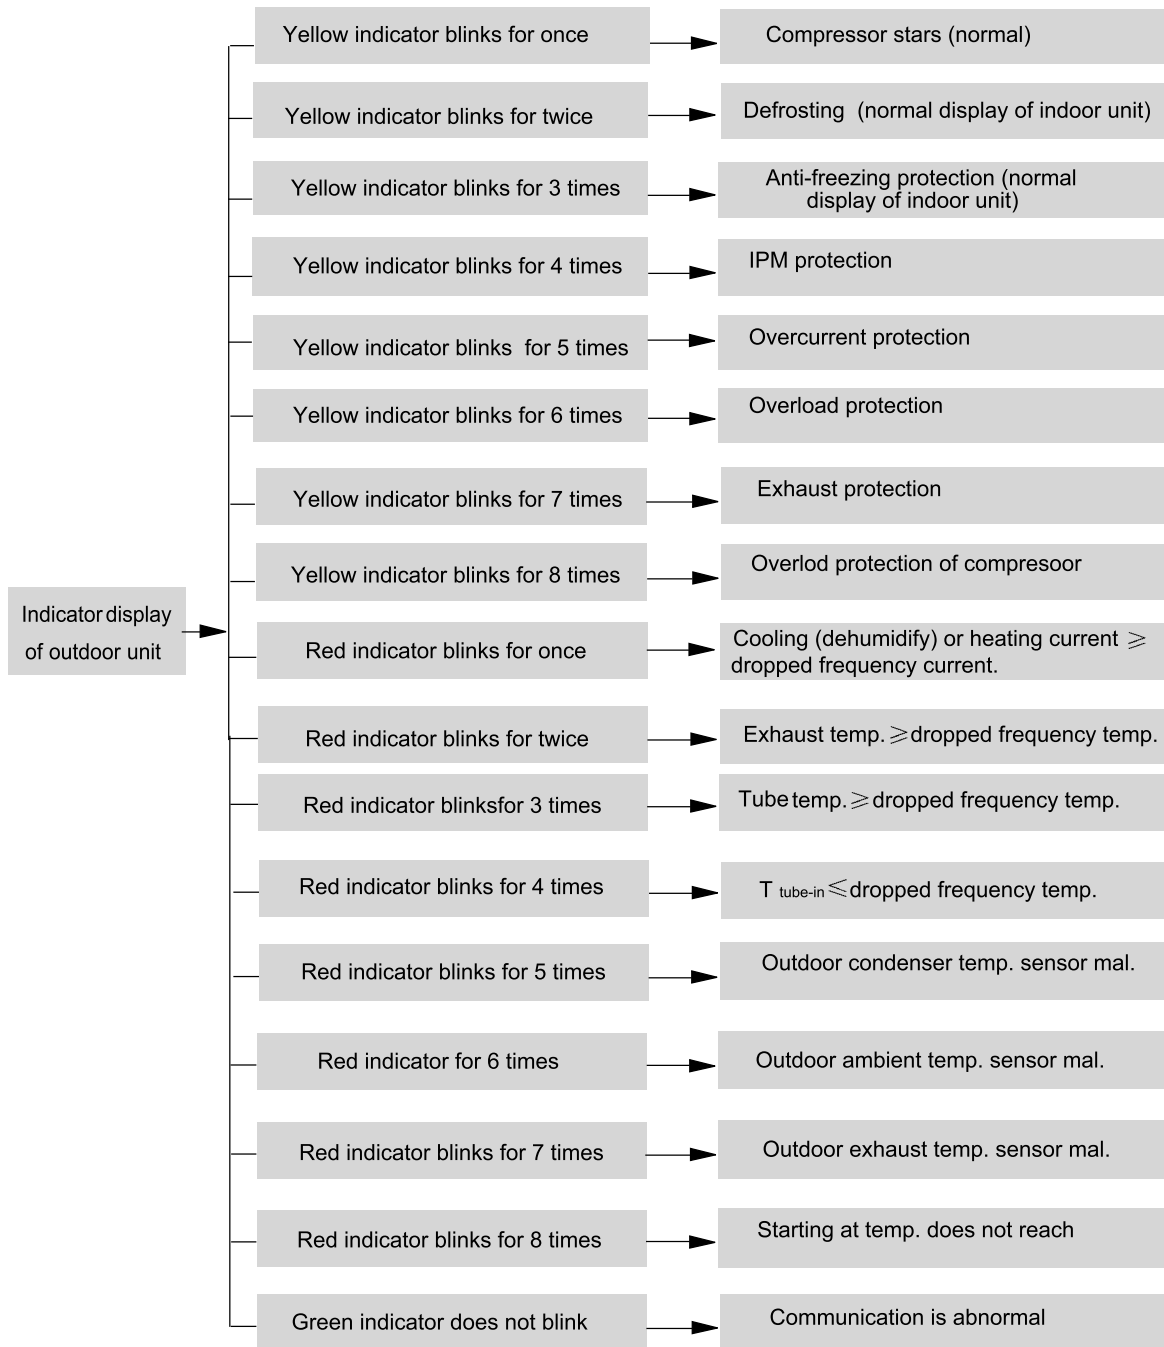 Yellow indicator blinks for once
Compressor stars (normal)
Yellow indicator blinks for twice
Defrosting (normal display of indoor unit)
Yellow indicator blinks for 3 times
Anti-freezing protection (normal
display of indoor unit)
Yellow indicator blinks for 4 times
IPM protection
Yellow indicator blinks for 5 times
Overcurrent protection
Yellow indicator blinks for 6 times
Overload protection
Yellow indicator blinks for 7 times
Exhaust protection
Yellow indicator blinks for 8 times
Overlod protection of compresoor
Indicator display
of outdoor unit
Red indicator blinks for once
Cooling (dehumidify) or heating current ≥
dropped frequency current.
Red indicator blinks for twice
Exhaust temp. ≥dropped frequency temp.
Red indicator blinksfor 3 times
Tube temp. ≥ dropped frequency temp.
Red indicator blinks for 4 times
T tube-in ≤dropped frequency temp.
Red indicator blinks for 5 times
Outdoor condenser temp. sensor mal.
Red indicator for 6 times
Outdoor ambient temp. sensor mal.
Red indicator blinks for 7 times
Outdoor exhaust temp. sensor mal.
Red indicator blinks for 8 times
Starting at temp. does not reach
Green indicator does not blink
Communication is abnormal